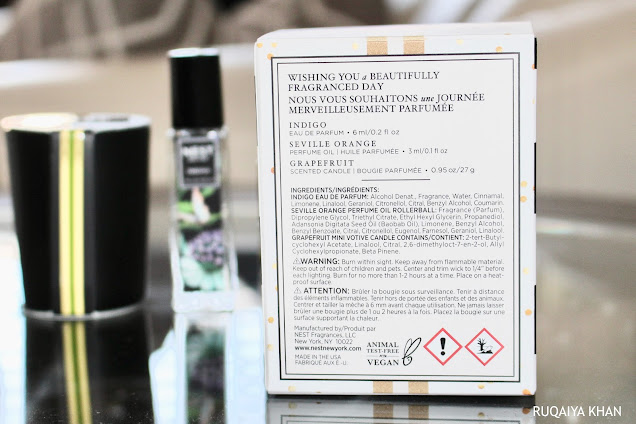 WISHING YOU a BEAUTIFULLY
FRAGRANCED DAY
NOUS VOUS SOUHAITONS une JOURNÉE
MERVEILLEUSEMENT PARFUMÉE
INDIGO
EAU DE PARFUM • 6 ml/0.2 fl oz
SEVILLE ORANGE
PERFUME OIL | HUILE PARFUMÉE • 3 ml/0.1 fl oz
GRAPEFRUIT
SCENTED CANDLE | BOUGIE PARFUMÉE • 0.95 oz/27 g
INGREDIENTS/INGRÉDIENTS:
INDIGO EAU DE PARFUM: Alcohol Denat., Fragrance, Water, Cinnamal,
Limonene, Linalool, Geraniol, Citronellol, Citral, Benzyl Alcohol, Coumarin.
SEVILLE ORANGE PERFUME OIL ROLLERBALL: Fragrance (Parfum),
Dipropylene Glycol, Triethyl Citrate, Ethyl Hexyl Glycerin, Propanediol,
Adansonia Digitata Seed Oil (Baobab Oil), Limonene, Benzyl Alcohol,
Benzyl Benzoate, Citral, Citronellol, Eugenol, Farnesol, Geraniol, Linalool
GRAPEFRUIT MINI VOTIVE CANDLE CONTAINS/CONTIENT: 2-tert-Butyl-
cyclohexyl Acetate, Linalool, Citral, 2,6-dimethyloct-7-en-2-ol, Allyl
Cyclohexylpropionate, Beta Pinene.
WARNING: Burn within sight. Keep away from flammable material.
Keep out of reach of children and pets. Center and trim wick to 1/4" before
each lighting. Burn for no more than 1-2 hours at a time. Place on a heat-
proof surface.
ATTENTION: Brûler la bougie sous surveillance. Tenir à distance
des éléments inflammables. Tenir hors de portée des enfants et des animaux.
Centrer et tailler la mèche à 6 mm avant chaque utilisation. Ne jamais laisser
brûler une bougie plus de 1 ou 2 heures à la fois. Placez la bougie sur une
surface supportant la chaleur.
Manufactured by/Produit par
NEST Fragrances, LLC
New York, NY 10022
www.nestnewyork.com
MADE IN THE USA
FABRIQUÉ AUX É.-U.
ANIMAL
TEST-FREE
VEGAN
NEST
RUQAIYA KHAN